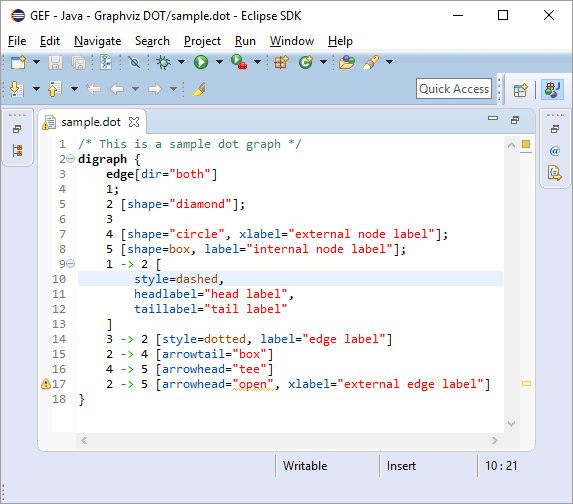 GEF - Java - Graphviz DOT/sample.dot - Eclipse SDK
File Edit Navigate Search Project Run Window Help
Quick Access
sample.dot
1 /* This is a sample dot graph */
2 digraph {
3 edge[dir="both"]
4 1;
5 2 [shape="diamond"];
6 3
7 4 [shape="circle", xlabel="external node label"];
8 5 [shape=box, label="internal node label"];
9 1 -> 2 [
10 style=dashed,
11 headlabel="head label",
12 taillabel="tail label"
13 ]
14 3 -> 2 [style=dotted, label="edge label"]
15 2 -> 4 [arrowtail="box"]
16 4 -> 5 [arrowhead="tee"]
17 2 -> 5 [arrowhead="open", xlabel="external edge label"]
18 }
Writable Insert 10 : 21